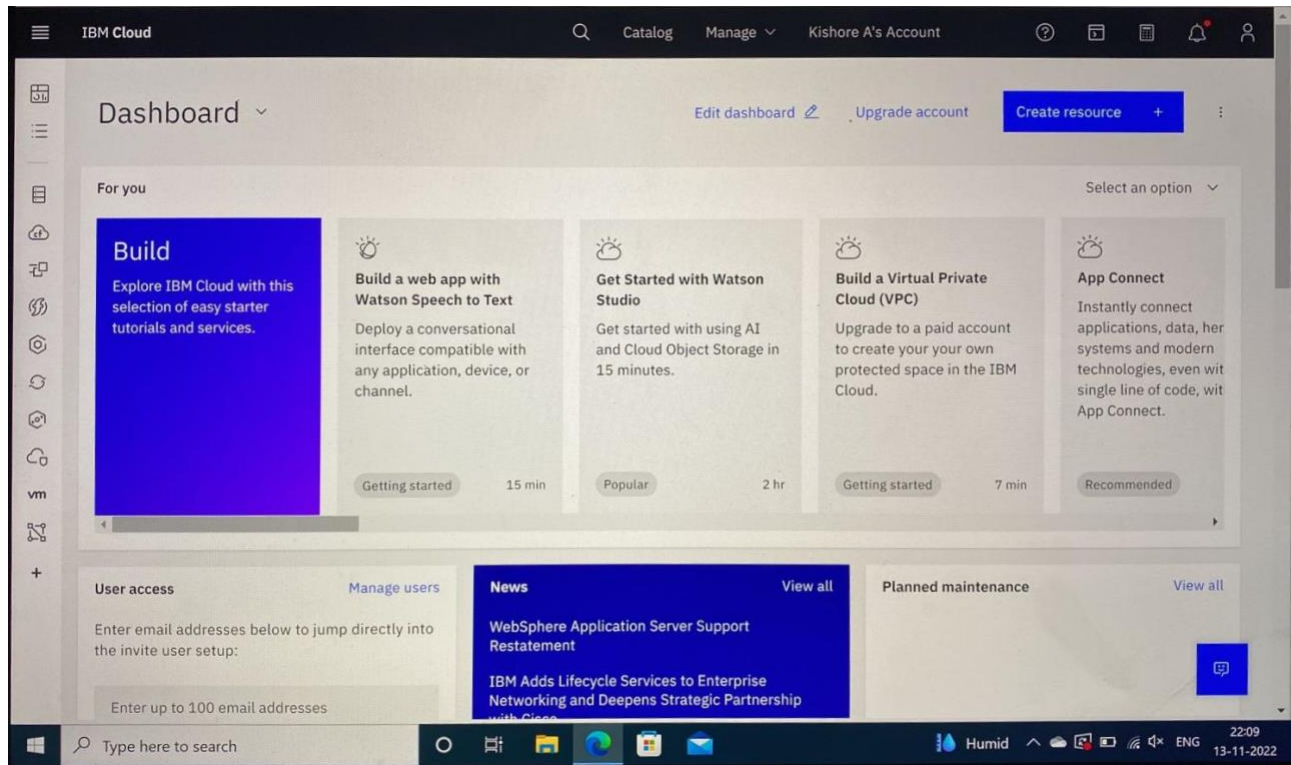 IBM Cloud
Catalog
Manage
Kishore A's Account
Dashboard
Edit dashboard
Upgrade account
Create resource +
For you
Select an option
Build
Explore IBM Cloud with this
selection of easy starter
tutorials and services.
Build a web app with
Watson Speech to Text
Deploy a conversational
interface compatible with
any application, device, or
channel.
Getting started
15 min
Get Started with Watson
Studio
Get started with using AI
and Cloud Object Storage in
15 minutes.
Popular
2 hr
Build a Virtual Private
Cloud (VPC)
Upgrade to a paid account
to create your your own
protected space in the IBM
Cloud.
Getting started
7 min
App Connect
Instantly connect
applications, data, her
systems and modern
technologies, even wit
single line of code, wit
App Connect.
Recommended
vm
+
User access
Manage users
Enter email addresses below to jump directly into
the invite user setup:
Enter up to 100 email addresses
News
View all
WebSphere Application Server Support
Restatement
IBM Adds Lifecycle Services to Enterprise
Networking and Deepens Strategic Partnership
with Cisco
Planned maintenance
View all
Type here to search
Humid
ENG
22:09
13-11-2022